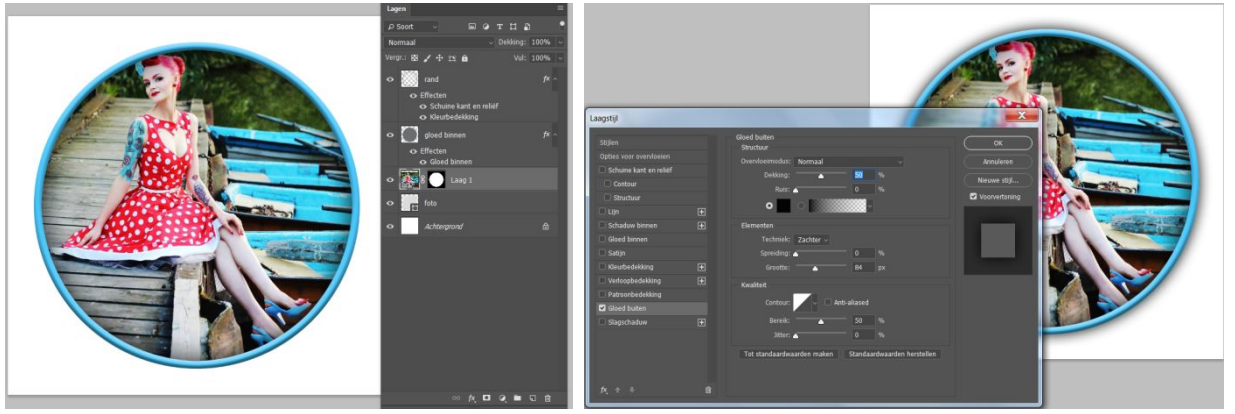 Lagen
Soort
Normaal Dekking: 100%
Vergr.: Vul: 100%
rand fx
Effecten
Schuine kant en reliëf
Kleurbedekking
gloed binnen fx
Effecten
Gloed binnen
Laag 1
foto
Achtergrond
fx
Laagstijl X
Stijlen
Opties voor overvloeien
Schuine kant en reliëf
Contour
Structuur
Lijn
Schaduw binnen
Gloed binnen
Satijn
Kleurbedekking
Verloopbedekking
Patroonbedekking
Gloed buiten
Slagschaduw
fx
Gloed buiten
Structuur
Overvloeimodus: Normaal
Dekking: 50 %
Ruis: 0 %
Elementen
Techniek: Zachter
Spreiding: 0 %
Grootte: 84 px
Kwaliteit
Contour: Anti-aliased
Bereik: 50 %
Jitter: 0 %
Tot standaardwaarden maken Standaardwaarden herstellen
OK
Annuleren
Nieuwe stijl...
Voorvertoning